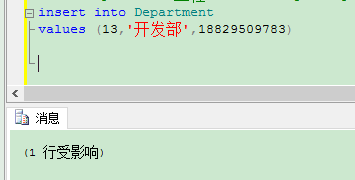 insert into Department
values (13,'开发部',18829509783)
消息
(1 行受影响)